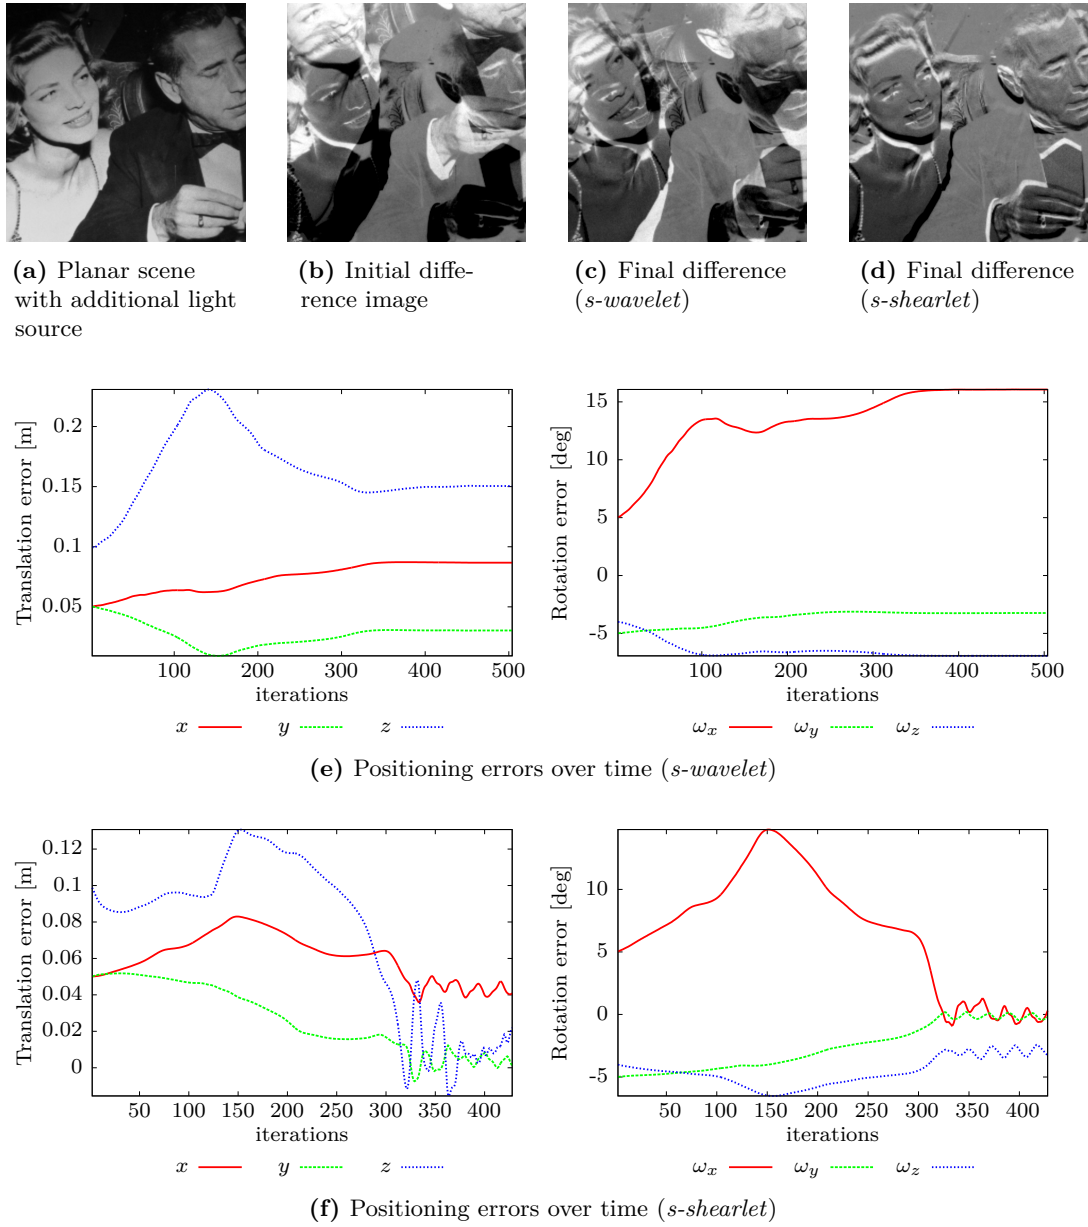 (a) Planar scene
with additional light
source
(b) Initial diffe-
rence image
(c) Final difference
(s-wavelet)
(d) Final difference
(s-shearlet)
Translation error [m]
0.2
0.15
0.1
0.05
100 200 300 400 500
iterations
x y z
Rotation error [deg]
15
10
5
0
-5
100 200 300 400 500
iterations
ωx ωy ωz
(e) Positioning errors over time (s-wavelet)
Translation error [m]
0.12
0.1
0.08
0.06
0.04
0.02
0
50 100 150 200 250 300 350 400
iterations
x y z
Rotation error [deg]
10
5
0
-5
50 100 150 200 250 300 350 400
iterations
ωx ωy ωz
(f) Positioning errors over time (s-shearlet)